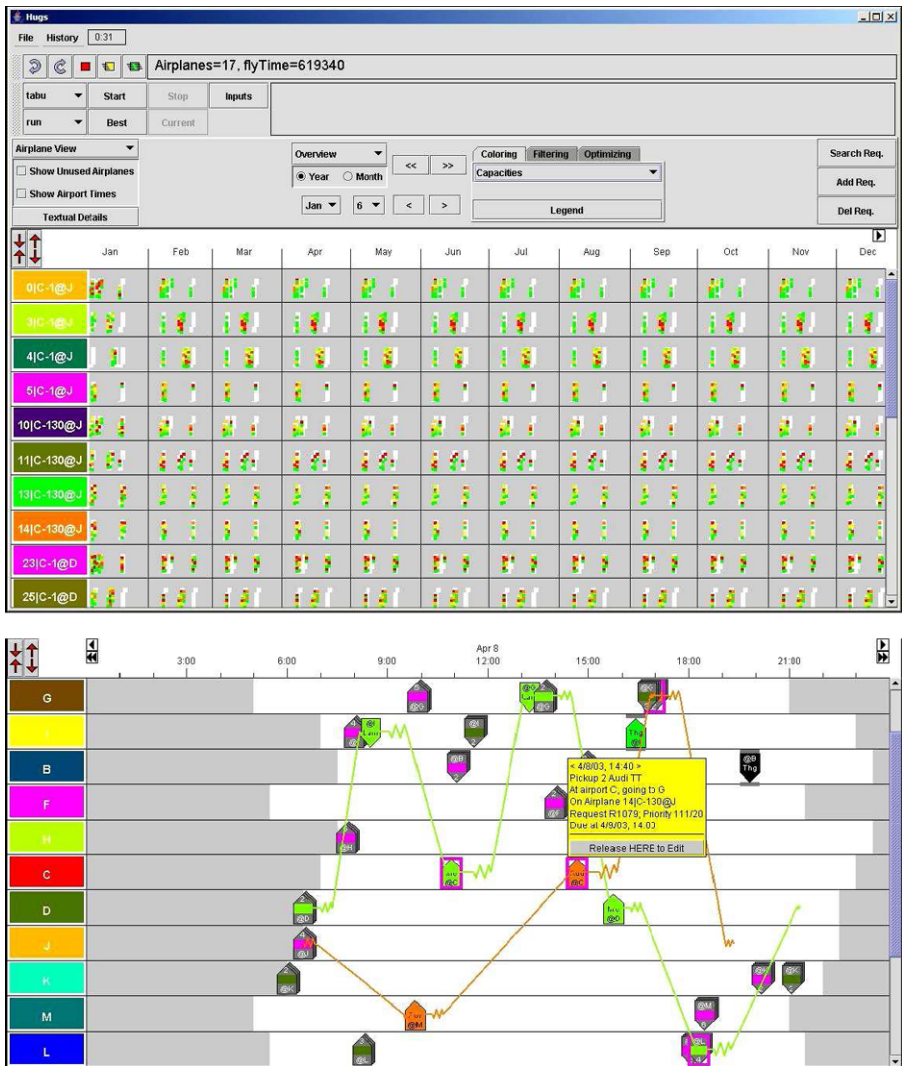 Hugs
File History 0:31
Airplanes=17, flyTime=619340
tabu Start Stop Inputs
run Best Current
Airplane View
Show Unused Airplanes
Show Airport Times
Textual Details
Overview
Year Month
<< >>
Jan 6 < >
Coloring Filtering Optimizing
Capacities
Legend
Search Req.
Add Req.
Del Req.
Jan Feb Mar Apr May Jun Jul Aug Sep Oct Nov Dec
0|C-1@J
3|C-1@J
4|C-1@J
5|C-1@J
10|C-130@J
11|C-130@J
13|C-130@J
14|C-130@J
23|C-1@D
25|C-1@D
Apr 8
3:00 6:00 9:00 12:00 15:00 18:00 21:00
G
I
B
F
H
C
D
J
K
M
L
< 4/8/03, 14:40 >
Pickup 2 Audi TT
At airport C, going to G
On Airplane 14|C-130@J
Request R1079; Priority 111/20
Due at 4/9/03, 14:00
Release HERE to Edit
@B
Thg
@D
2
@C
@C
2
@D
@D
4
@J
2
@K
@M
@M
@L
@L